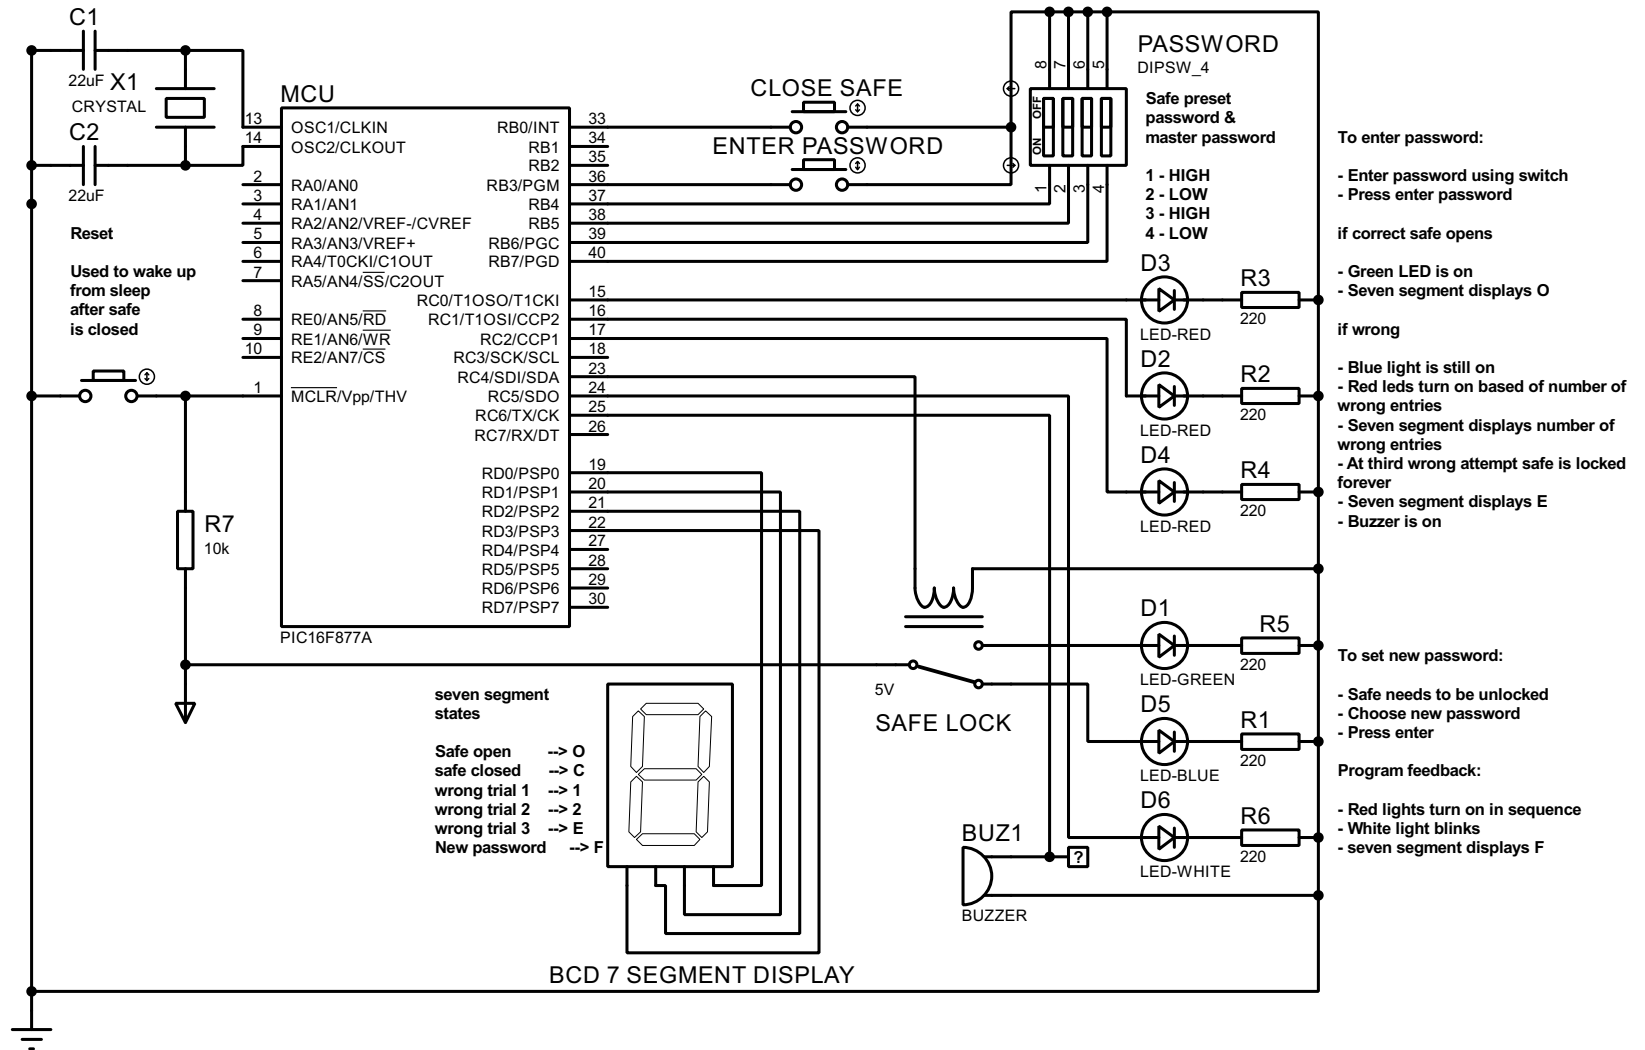 C1
22uF
X1
CRYSTAL
C2
22uF
Reset
Used to wake up
from sleep
after safe
is closed
R7
10k
MCU
13 OSC1/CLKIN
14 OSC2/CLKOUT
2 RA0/AN0
3 RA1/AN1
4 RA2/AN2/VREF-/CVREF
5 RA3/AN3/VREF+
6 RA4/T0CKI/C1OUT
7 RA5/AN4/SS/C2OUT
8 RE0/AN5/RD
9 RE1/AN6/WR
10 RE2/AN7/CS
1 MCLR/Vpp/THV
RB0/INT 33
RB1 34
RB2 35
RB3/PGM 36
RB4 37
RB5 38
RB6/PGC 39
RB7/PGD 40
RC0/T1OSO/T1CKI 15
RC1/T1OSI/CCP2 16
RC2/CCP1 17
RC3/SCK/SCL 18
RC4/SDI/SDA 23
RC5/SDO 24
RC6/TX/CK 25
RC7/RX/DT 26
RD0/PSP0 19
RD1/PSP1 20
RD2/PSP2 21
RD3/PSP3 22
RD4/PSP4 27
RD5/PSP5 28
RD6/PSP6 29
RD7/PSP7 30
PIC16F877A
CLOSE SAFE
ENTER PASSWORD
8 7 6 5
OFF
ON
1 2 3 4
PASSWORD
DIPSW_4
Safe preset
password &
master password
1 - HIGH
2 - LOW
3 - HIGH
4 - LOW
D3
LED-RED
R3
220
D2
LED-RED
R2
220
D4
LED-RED
R4
220
D1
LED-GREEN
R5
220
D5
LED-BLUE
R1
220
D6
LED-WHITE
R6
220
5V
SAFE LOCK
BUZ1
BUZZER
?
seven segment
states
Safe open --> O
safe closed --> C
wrong trial 1 --> 1
wrong trial 2 --> 2
wrong trial 3 --> E
New password --> F
BCD 7 SEGMENT DISPLAY
To enter password:
- Enter password using switch
- Press enter password
if correct safe opens
- Green LED is on
- Seven segment displays O
if wrong
- Blue light is still on
- Red leds turn on based of number of
wrong entries
- Seven segment displays number of
wrong entries
- At third wrong attempt safe is locked
forever
- Seven segment displays E
- Buzzer is on
To set new password:
- Safe needs to be unlocked
- Choose new password
- Press enter
Program feedback:
- Red lights turn on in sequence
- White light blinks
- seven segment displays F